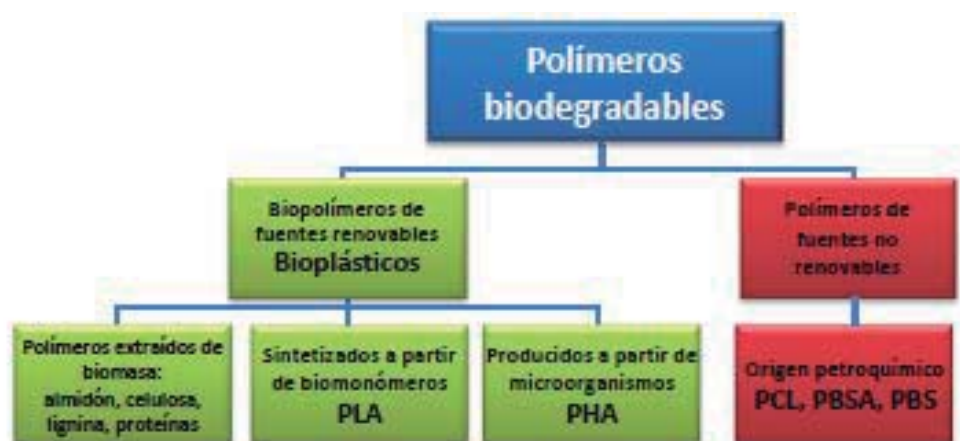 Polímeros
biodegradables
Biopolímeros de
fuentes renovables
Bioplásticos
Polímeros de
fuentes no
renovables
Polímeros extraídos de
biomasa:
almidón, celulosa,
lignina, proteínas
Sintetizados a partir
de biomonómeros
PLA
Producidos a partir de
microorganismos
PHA
Origen petroquímico
PCL, PBSA, PBS